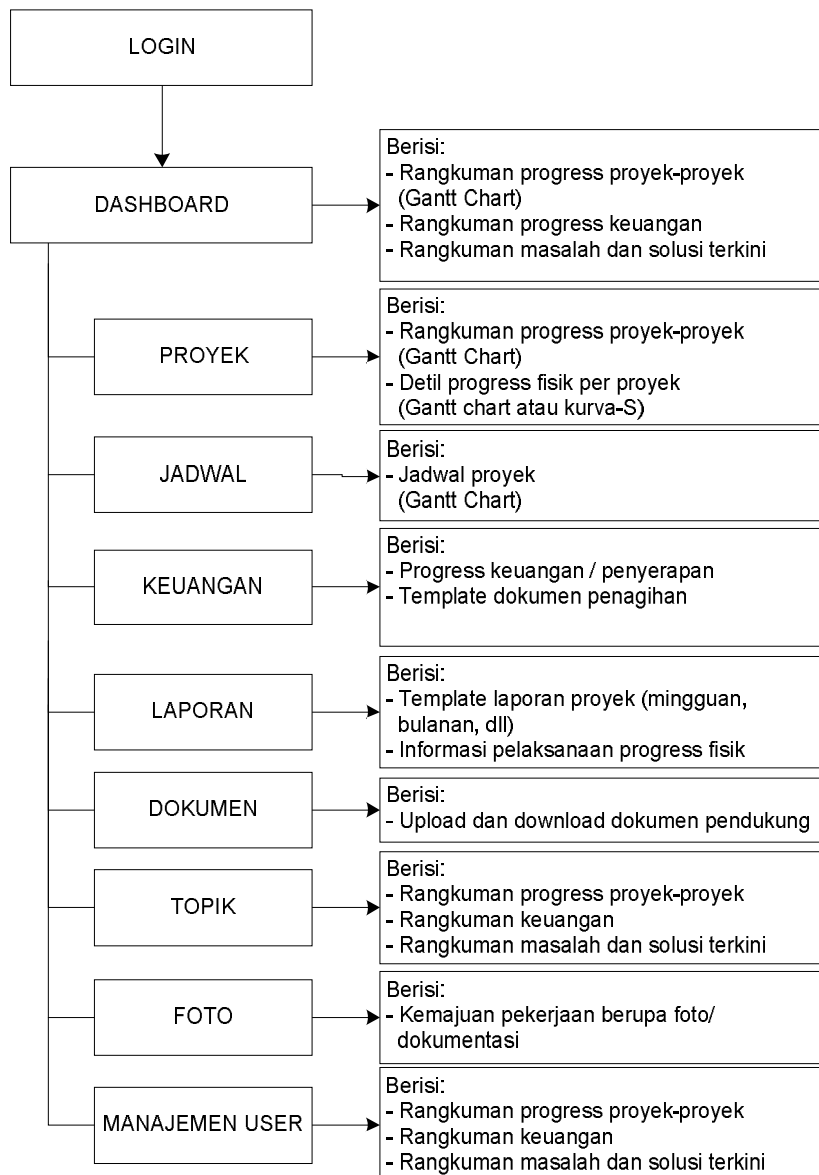 LOGIN
DASHBOARD
Berisi:
- Rangkuman progress proyek-proyek
(Gantt Chart)
- Rangkuman progress keuangan
- Rangkuman masalah dan solusi terkini
PROYEK
Berisi:
- Rangkuman progress proyek-proyek
(Gantt Chart)
- Detil progress fisik per proyek
(Gantt chart atau kurva-S)
JADWAL
Berisi:
- Jadwal proyek
(Gantt Chart)
KEUANGAN
Berisi:
- Progress keuangan / penyerapan
- Template dokumen penagihan
LAPORAN
Berisi:
- Template laporan proyek (mingguan,
bulanan, dll)
- Informasi pelaksanaan progress fisik
DOKUMEN
Berisi:
- Upload dan download dokumen pendukung
TOPIK
Berisi:
- Rangkuman progress proyek-proyek
- Rangkuman keuangan
- Rangkuman masalah dan solusi terkini
FOTO
Berisi:
- Kemajuan pekerjaan berupa foto/
dokumentasi
MANAJEMEN USER
Berisi:
- Rangkuman progress proyek-proyek
- Rangkuman keuangan
- Rangkuman masalah dan solusi terkini